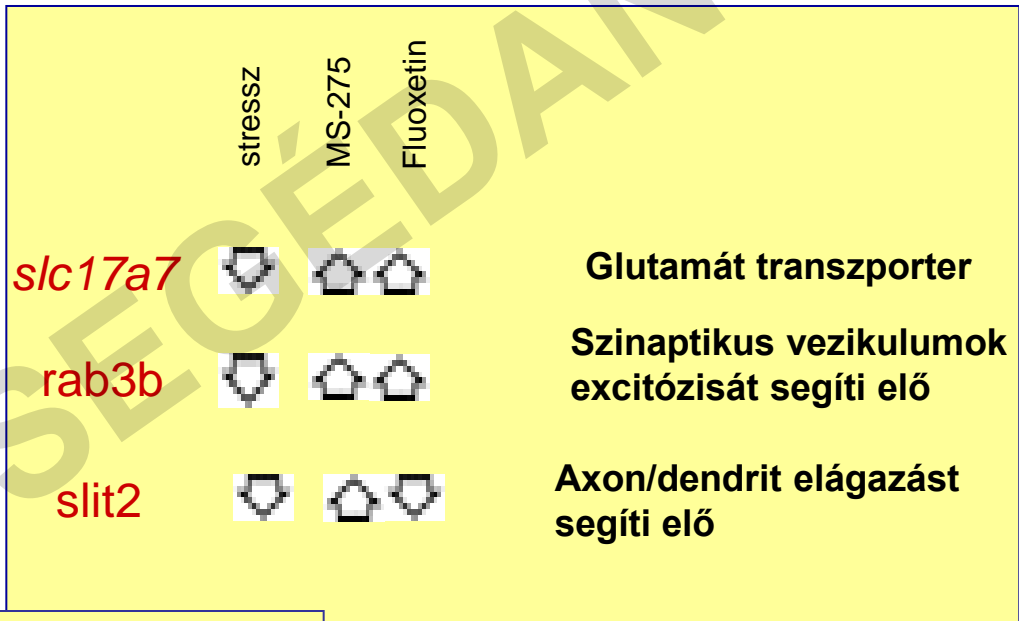 stressz
MS-275
Fluoxetin
slc17a7
Glutamát transzporter
rab3b
Szinaptikus vezikulumok
excitózisát segíti elő
slit2
Axon/dendrit elágazást
segíti elő
SEGÉDAN